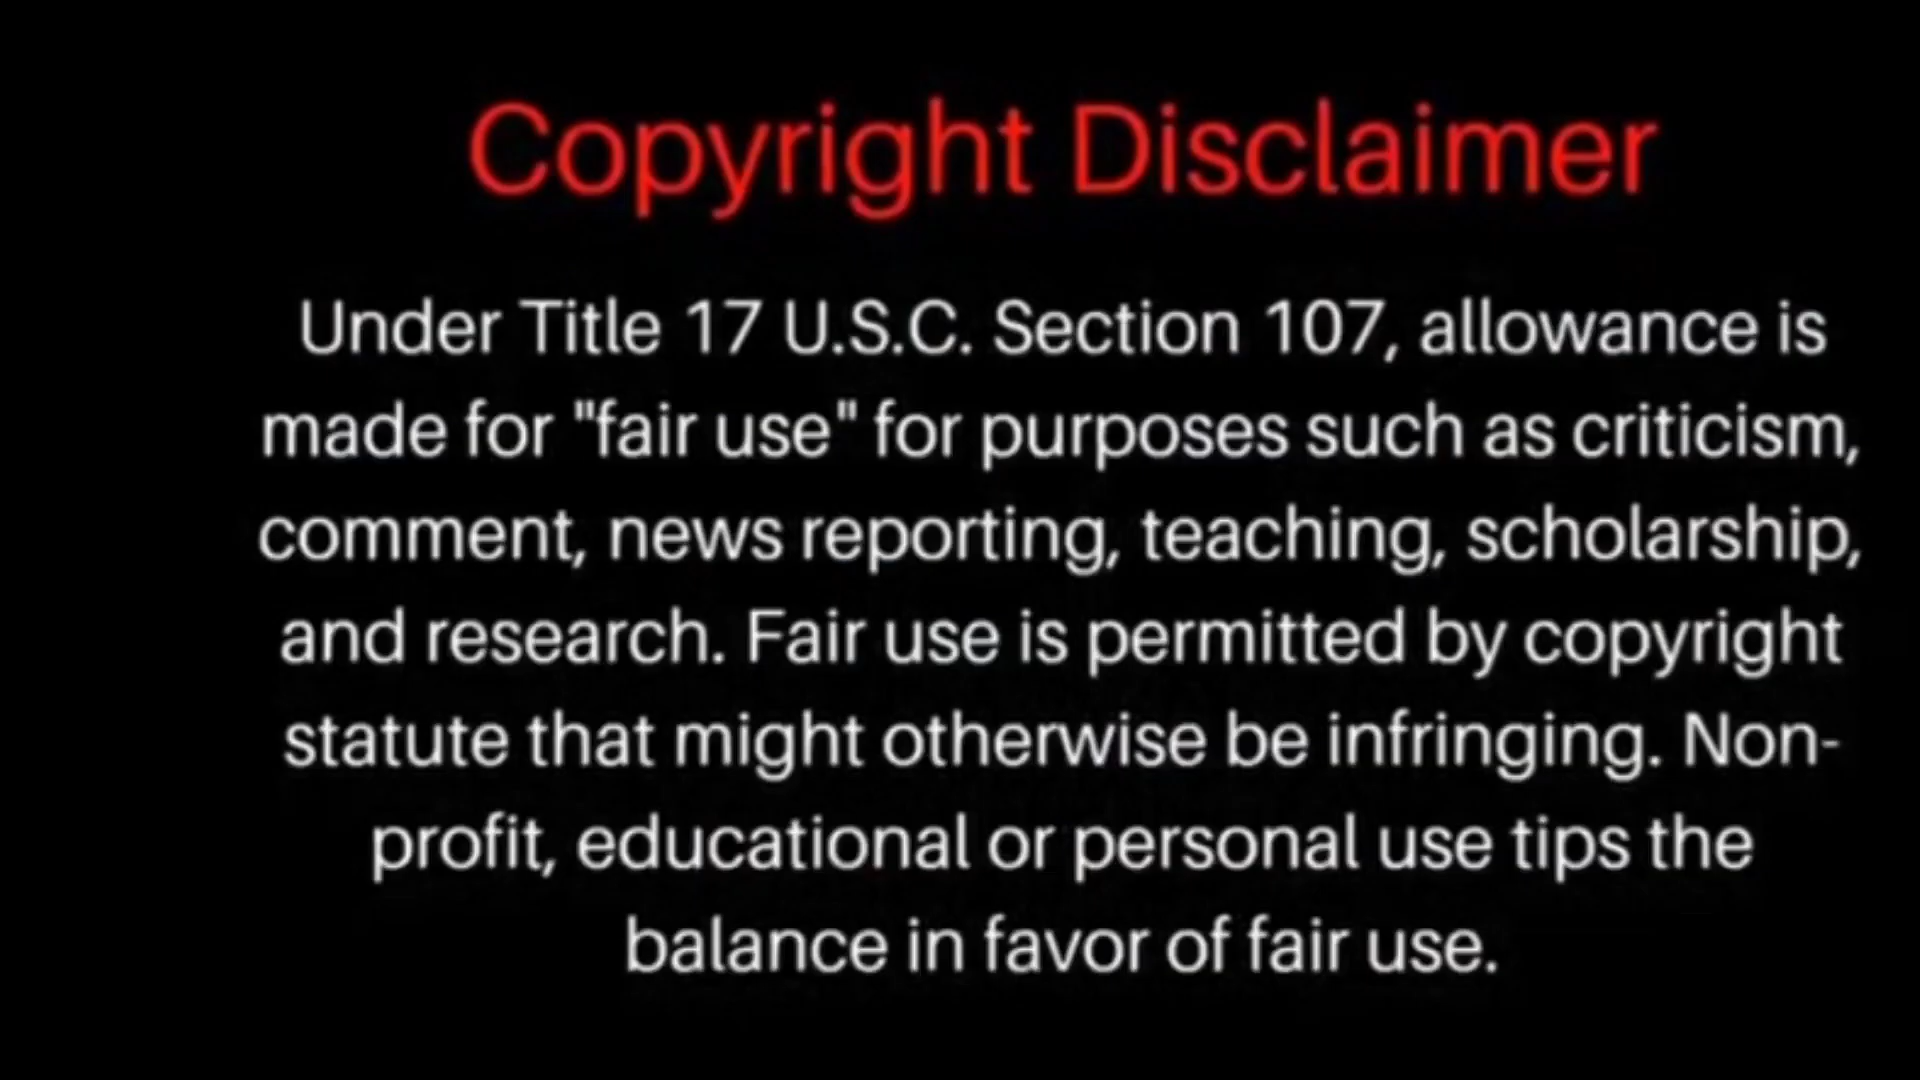 Copyright Disclaimer
Under Title 17 U.S.C. Section 107, allowance is
made for "fair use" for purposes such as criticism,
comment, news reporting, teaching, scholarship,
and research. Fair use is permitted by copyright
statute that might otherwise be infringing. Non-
profit, educational or personal use tips the
balance in favor of fair use.